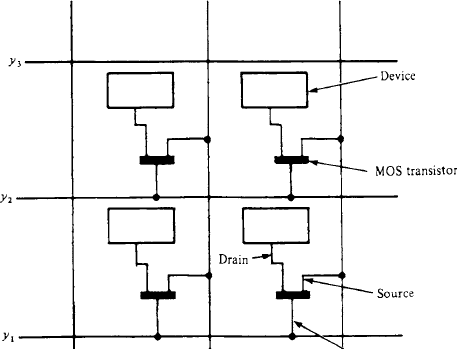 y3
Device
MOS transistor
y2
Drain
Source
y1